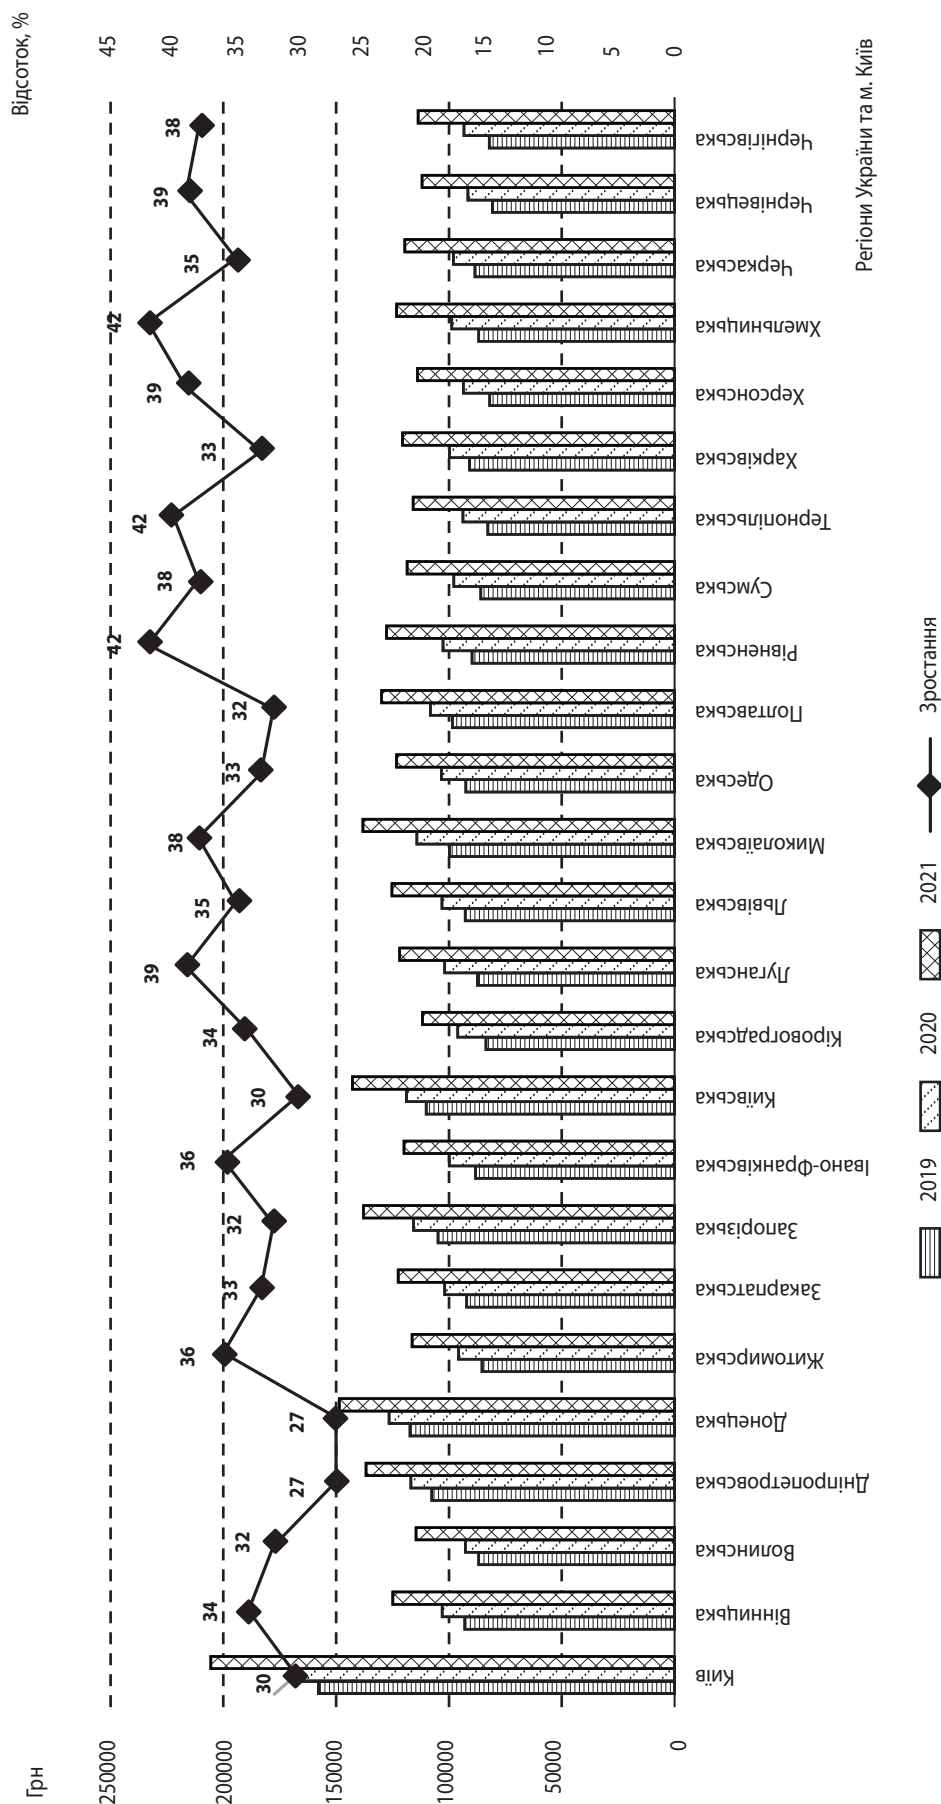 Грн
Відсоток, %
250000
200000
150000
100000
50000
0
45
40
35
30
25
20
15
10
5
0
30
34
32
27
27
36
33
32
36
30
34
39
35
38
33
32
42
38
42
33
39
42
35
39
38
Київ
Вінницька
Волинська
Дніпропетровська
Донецька
Житомирська
Закарпатська
Запорізька
Івано-Франківська
Київська
Кіровоградська
Луганська
Львівська
Миколаївська
Одеська
Полтавська
Рівненська
Сумська
Тернопільська
Харківська
Херсонська
Хмельницька
Черкаська
Чернівецька
Чернігівська
Регіони України та м. Київ
2019
2020
2021
Зростання